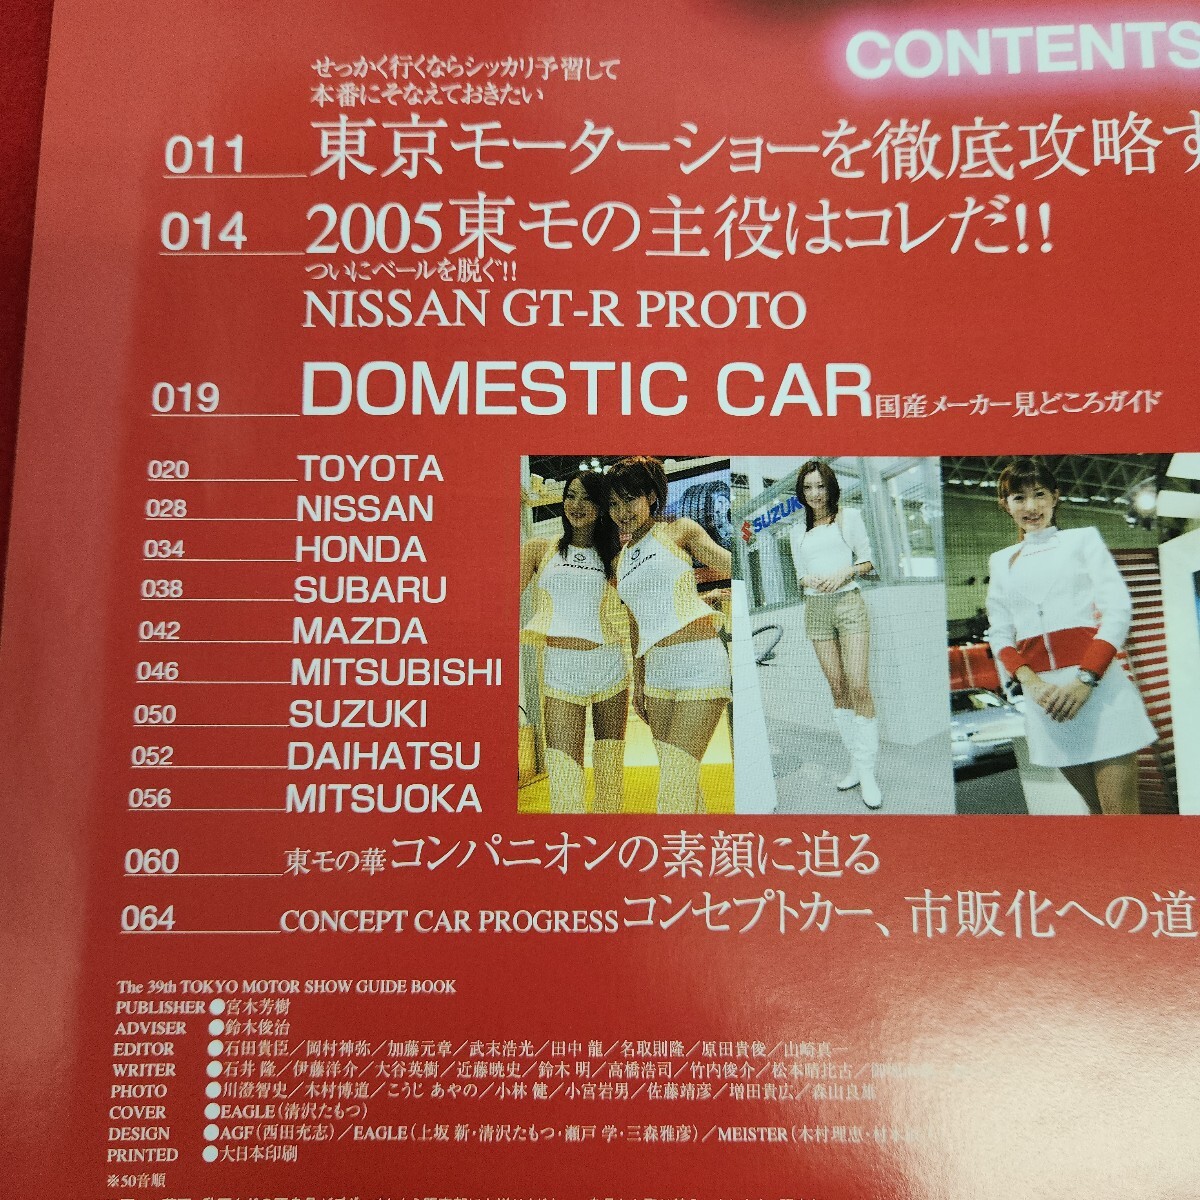 CONTENTS
せっかく行くならシッカリ予習して
本番にそなえておきたい
011 東京モーターショーを徹底攻略す
014 2005東モの主役はコレだ!!
ついにベールを脱ぐ!!
NISSAN GT-R PROTO
019 DOMESTIC CAR 国産メーカー見どころガイド
020 TOYOTA
028 NISSAN
034 HONDA
038 SUBARU
042 MAZDA
046 MITSUBISHI
050 SUZUKI
052 DAIHATSU
056 MITSUOKA
DUNLOP
SUZUKI
060 東モの華コンパニオンの素顔に迫る
064 CONCEPT CAR PROGRESS コンセプトカー、市販化への道
The 39th TOKYO MOTOR SHOW GUIDE BOOK
PUBLISHER ●宮木芳樹
ADVISER ●鈴木俊治
EDITOR ●石田貴臣／岡村神弥／加藤元章／武末浩光／田中 龍／名取則隆／原田貴俊／山崎真一
WRITER ●石井 隆／伊藤洋介／大谷英樹／近藤暁史／鈴木 明／高橋浩司／竹内俊介／松本晴比古／
PHOTO ●川澄智史／木村博道／こうじ あやの／小林 健／小宮岩男／佐藤靖彦／増田貴広／森山良雄
COVER ●EAGLE（清沢たもつ）
DESIGN ●AGF（西田充志）／EAGLE（上坂 新・清沢たもつ・瀬戸 学・三森雅彦）／MEISTER（木村理恵・
PRINTED ●大日本印刷
※50音順